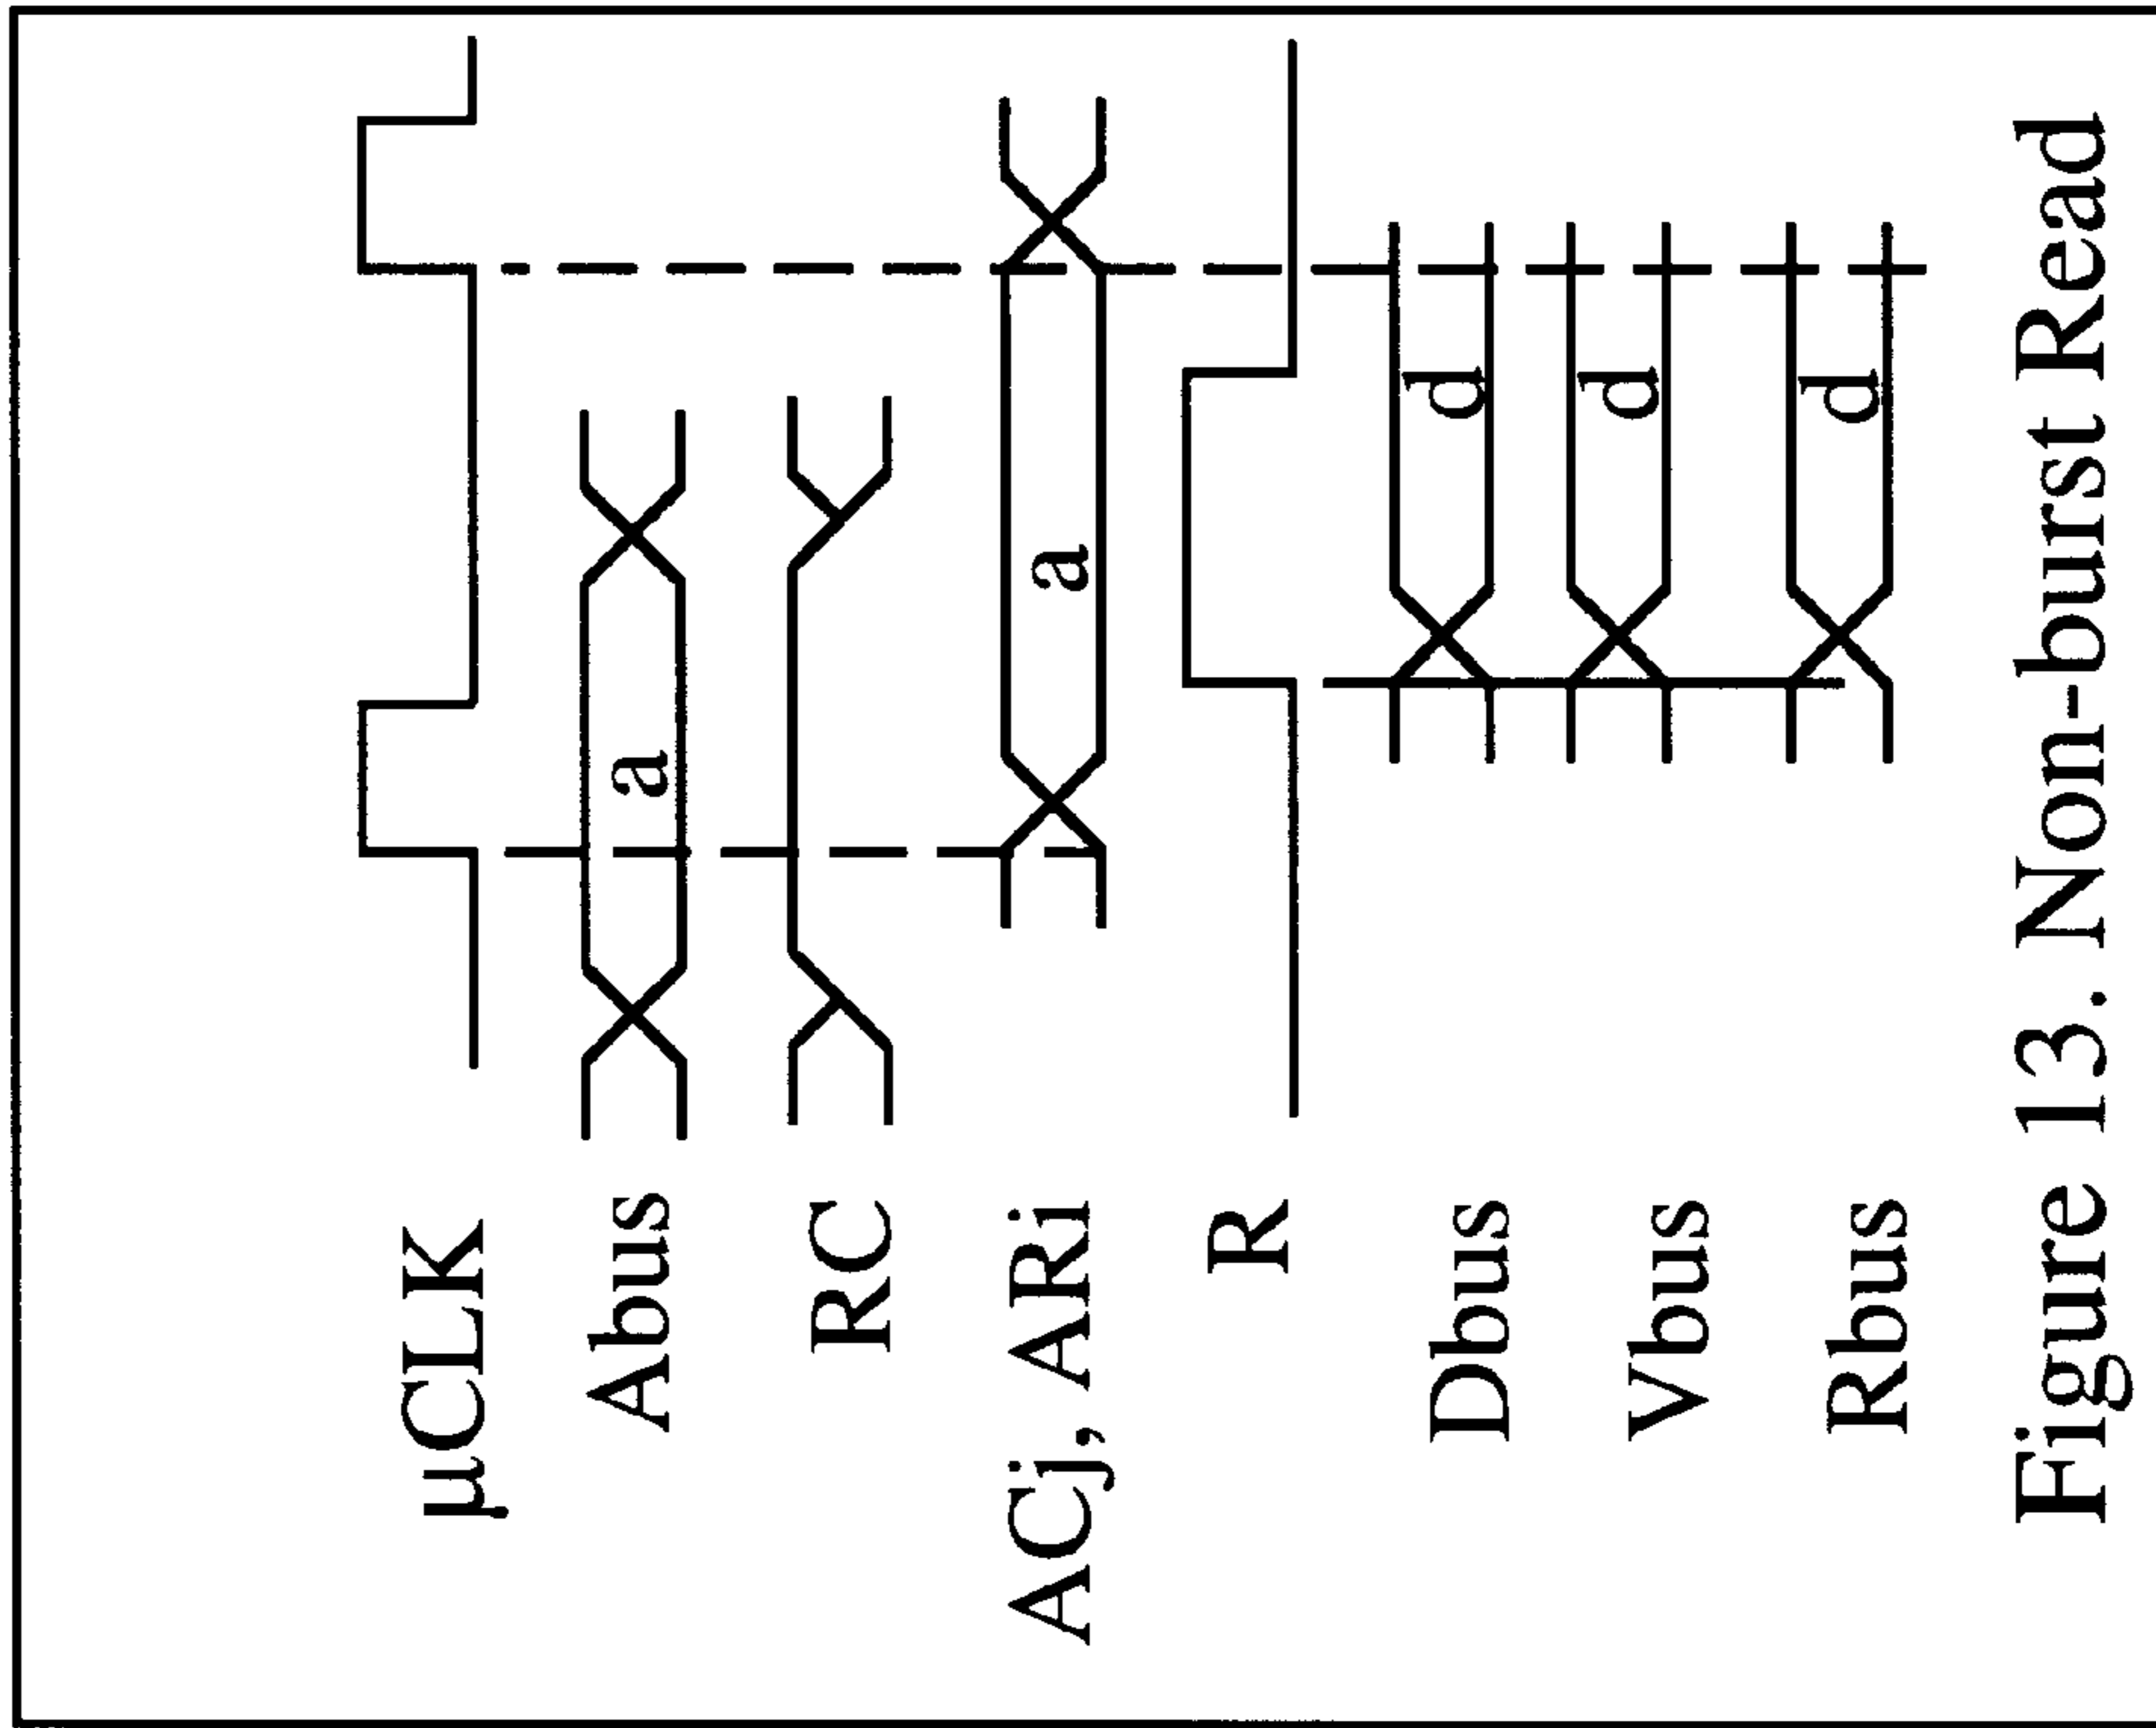 μCLK
Abus
a
RC
ACj, ARi
a
R
Dbus
d
Vbus
d
Rbus
d
Figure 13. Non-burst Read